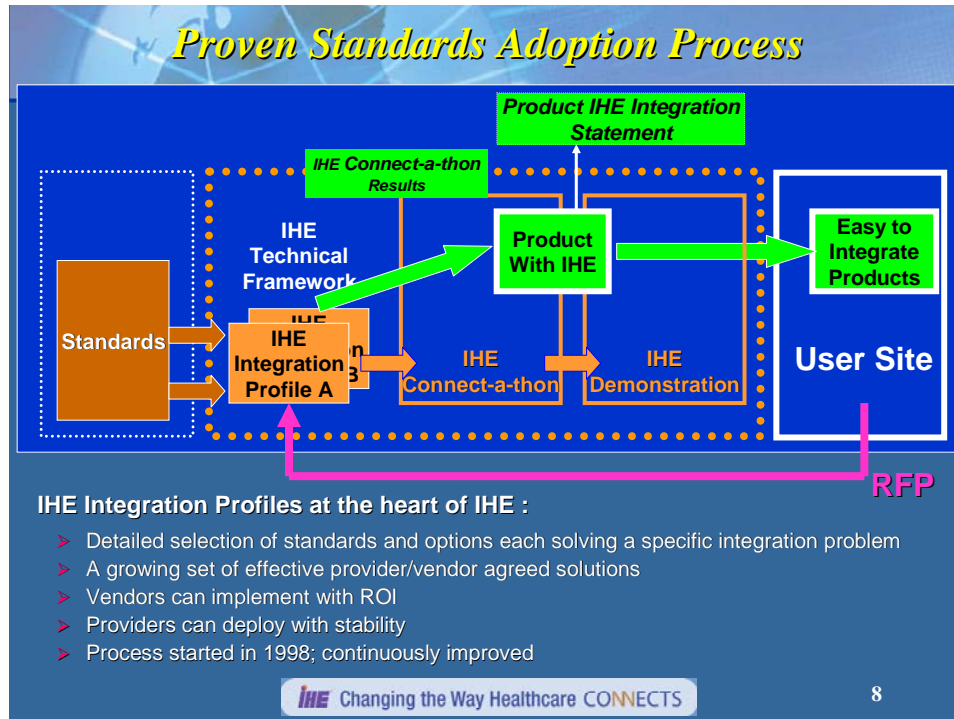 Proven Standards Adoption Process
Product IHE Integration
Statement
IHE Connect-a-thon
Results
IHE
Technical
Framework
Product
With IHE
Easy to
Integrate
Products
Standards
IHE
on
B
IHE
Integration
Profile A
IHE
Connect-a-thon
IHE
Demonstration
User Site
RFP
IHE Integration Profiles at the heart of IHE :
Detailed selection of standards and options each solving a specific integration problem
A growing set of effective provider/vendor agreed solutions
Vendors can implement with ROI
Providers can deploy with stability
Process started in 1998; continuously improved
IHE Changing the Way Healthcare CONNECTS
8